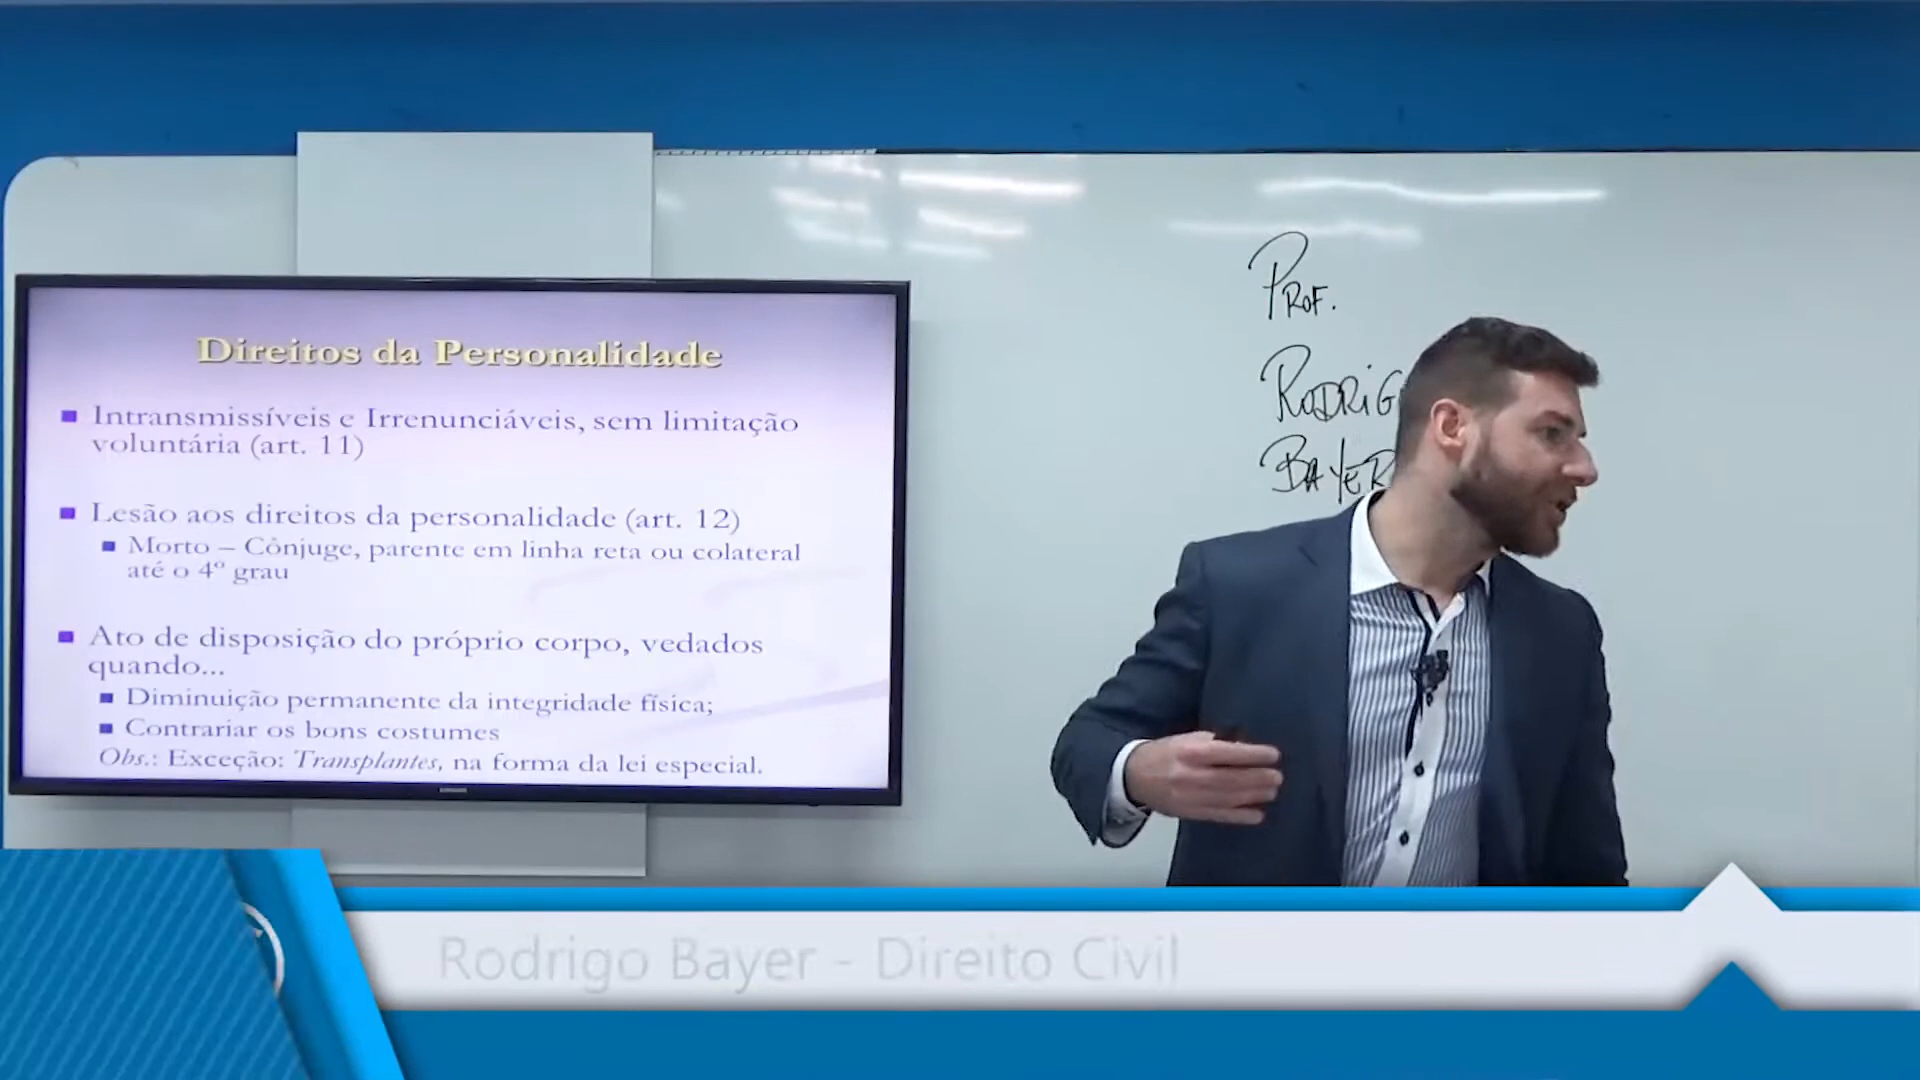 Direitos da Personalidade
Intransmissíveis e Irrenunciáveis, sem limitação
voluntária (art. 11)
Lesão aos direitos da personalidade (art. 12)
Morto – Cônjuge, parente em linha reta ou colateral
até o 4º grau
Ato de disposição do próprio corpo, vedados
quando...
Diminuição permanente da integridade física;
Contrariar os bons costumes
Obs.: Exceção: Transplantes, na forma da lei especial.
PROF.
RODRIG
BAYER
Rodrigo Bayer - Direito Civil